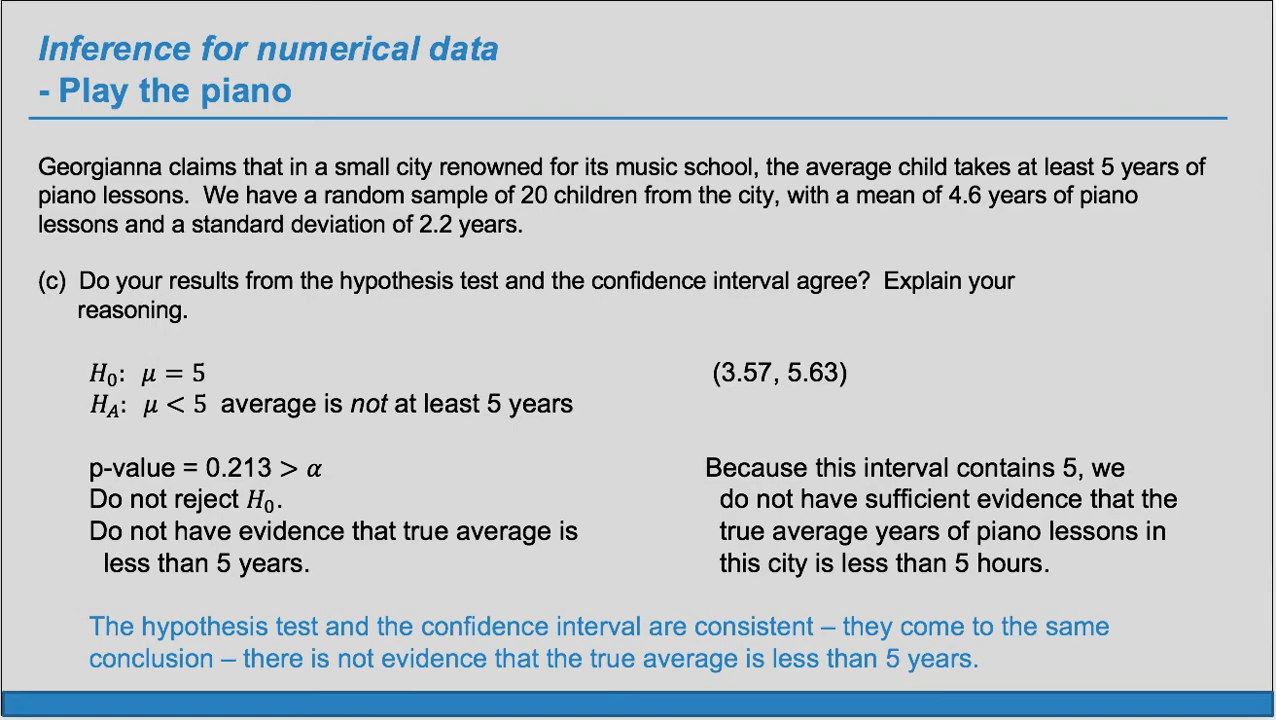 Inference for numerical data
- Play the piano
Georgianna claims that in a small city renowned for its music school, the average child takes at least 5 years of
piano lessons. We have a random sample of 20 children from the city, with a mean of 4.6 years of piano
lessons and a standard deviation of 2.2 years.
(c) Do your results from the hypothesis test and the confidence interval agree? Explain your
reasoning.
H₀: μ = 5
H_A: μ < 5 average is not at least 5 years
p-value = 0.213 > α
Do not reject H₀.
Do not have evidence that true average is
less than 5 years.
(3.57, 5.63)
Because this interval contains 5, we
do not have sufficient evidence that the
true average years of piano lessons in
this city is less than 5 hours.
The hypothesis test and the confidence interval are consistent – they come to the same
conclusion – there is not evidence that the true average is less than 5 years.